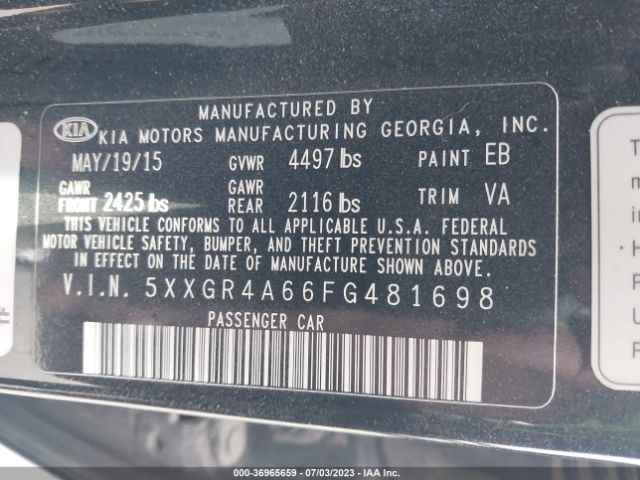 MANUFACTURED BY
KIA KIA MOTORS MANUFACTURING GEORGIA, INC.
MAY/19/15 GVWR 4497 lbs PAINT EB
GAWR FRONT 2425 lbs GAWR REAR 2116 lbs TRIM VA
THIS VEHICLE CONFORMS TO ALL APPLICABLE U.S.A. FEDERAL
MOTOR VEHICLE SAFETY, BUMPER, AND THEFT PREVENTION STANDARDS
IN EFFECT ON THE DATE OF MANUFACTURE SHOWN ABOVE.
V.I.N. 5XXGR4A66FG481698
PASSENGER CAR
000-36965659 - 07/03/2023 - IAAI.com